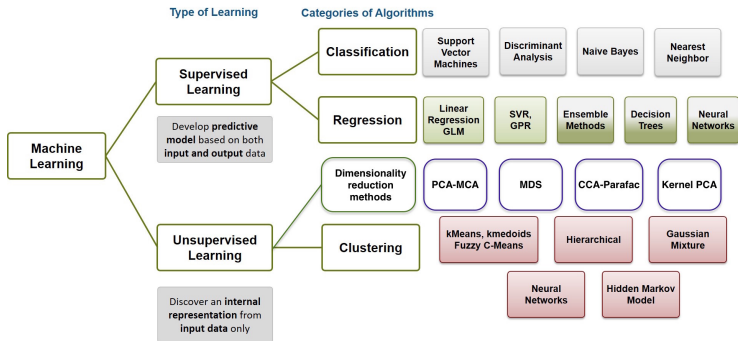 Type of Learning
Categories of Algorithms
Classification
Support
Vector
Machines
Discriminant
Analysis
Naive Bayes
Nearest
Neighbor
Supervised
Learning
Develop predictive
model based on both
input and output data
Regression
Linear
Regression
GLM
SVR,
GPR
Ensemble
Methods
Decision
Trees
Neural
Networks
Machine
Learning
Dimensionality
reduction
methods
PCA-MCA
MDS
CCA-Parafac
Kernel PCA
Unsupervised
Learning
Clustering
kMeans, kmedoids
Fuzzy C-Means
Hierarchical
Gaussian
Mixture
Neural
Networks
Hidden Markov
Model
Discover an internal
representation from
input data only